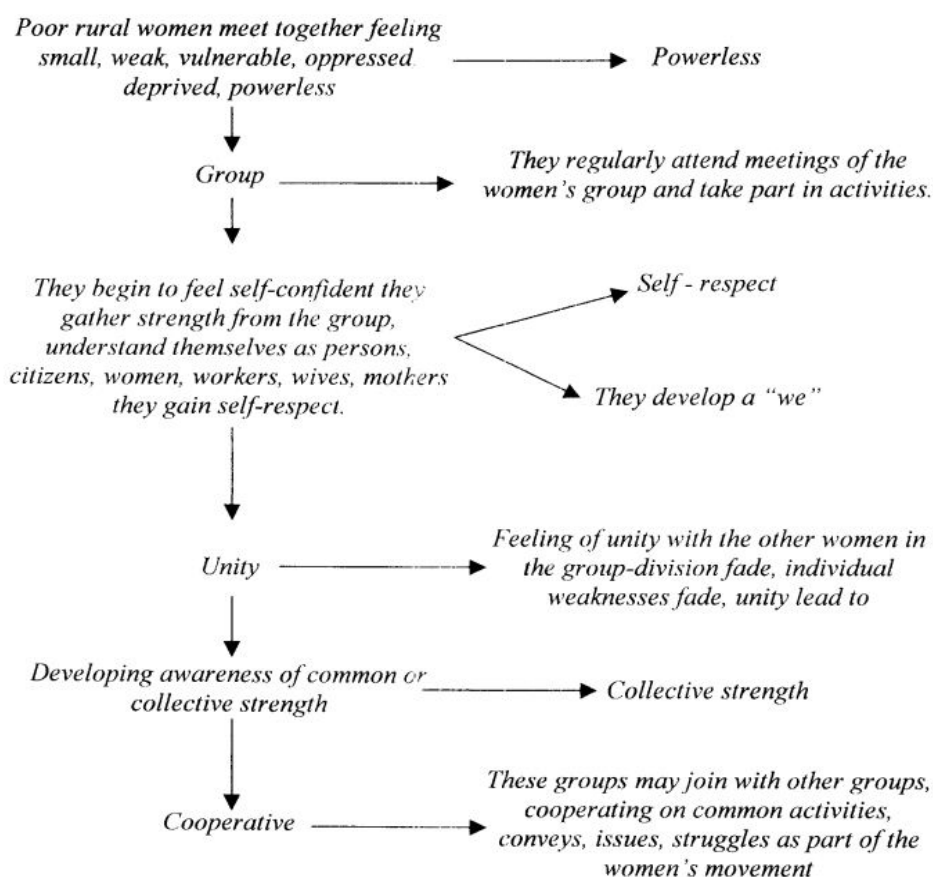 Poor rural women meet together feeling
small, weak, vulnerable, oppressed
deprived, powerless
Powerless
Group
They regularly attend meetings of the
women's group and take part in activities.
They begin to feel self-confident they
gather strength from the group,
understand themselves as persons,
citizens, women, workers, wives, mothers
they gain self-respect.
Self - respect
They develop a “we”
Unity
Feeling of unity with the other women in
the group-division fade, individual
weaknesses fade, unity lead to
Developing awareness of common or
collective strength
Collective strength
Cooperative
These groups may join with other groups,
cooperating on common activities,
conveys, issues, struggles as part of the
women's movement